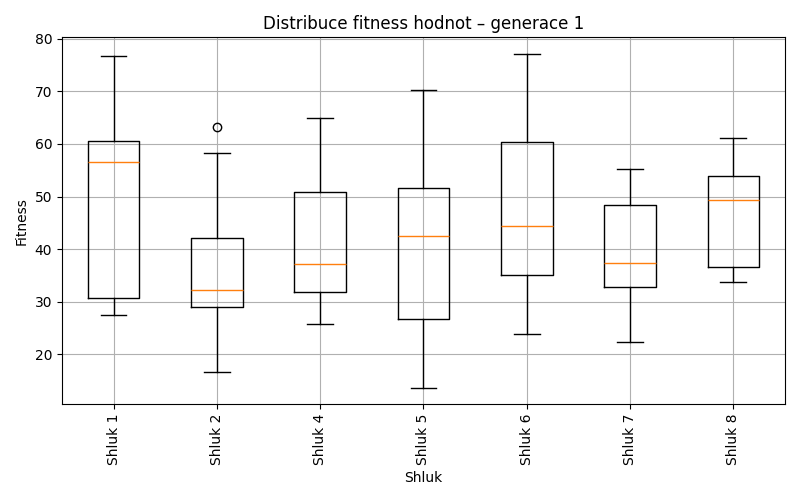 Distribuce fitness hodnot – generace 1
Fitness
80
70
60
50
40
30
20
Shluk 1
Shluk 2
Shluk 4
Shluk 5
Shluk 6
Shluk 7
Shluk 8
Shluk